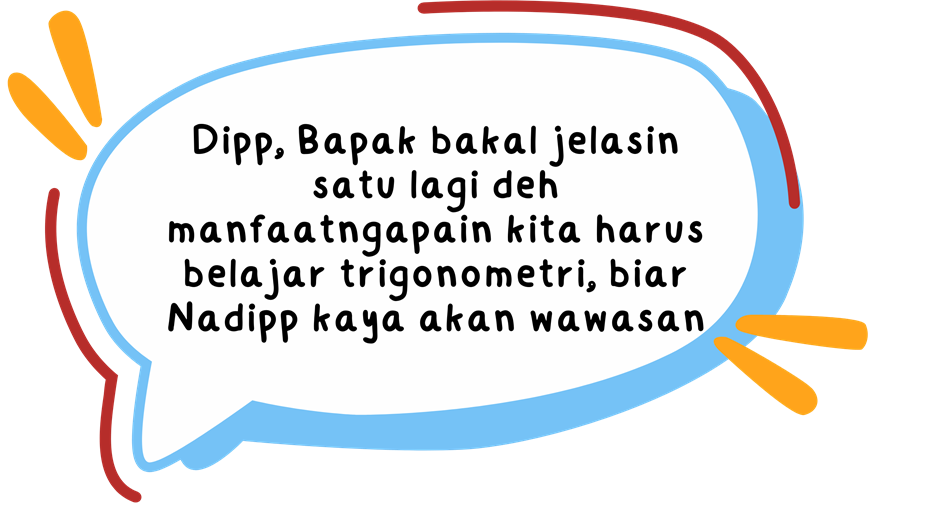 Dipp, Bapak bakal jelasin
satu lagi deh
manfaatngapain kita harus
belajar trigonometri, biar
Nadipp kaya akan wawasan